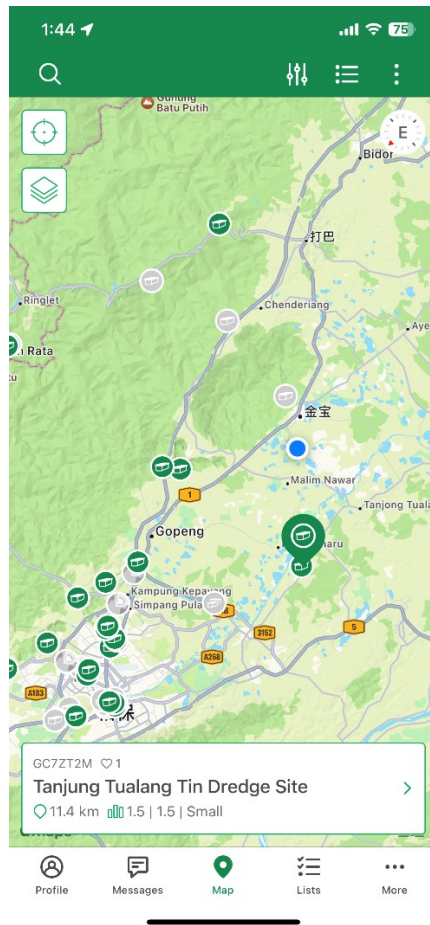 1:44
75
E
Gunung
Batu Putih
Bidor
打巴
Ringlet
Chenderiang
Rata
金宝
Malim Nawar
1
Tanjong Tuala
Gopeng
Kampung Kepayang
Simpang Pula
3152
5
A268
A183
GC7ZT2M 1
Tanjung Tualang Tin Dredge Site
11.4 km 1.5 | 1.5 | Small
Profile
Messages
Map
Lists
More